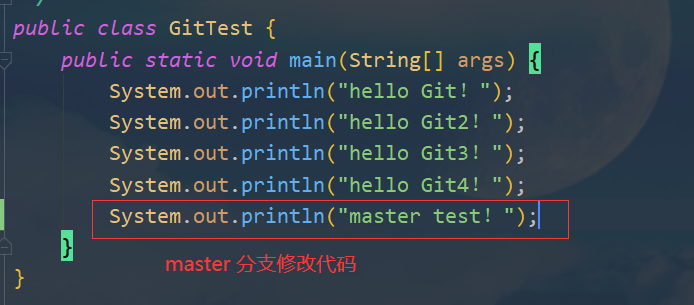 public class GitTest {
public static void main(String[] args) {
System.out.println("hello Git！");
System.out.println("hello Git2！");
System.out.println("hello Git3！");
System.out.println("hello Git4！");
System.out.println("master test！");
}
master 分支修改代码
}